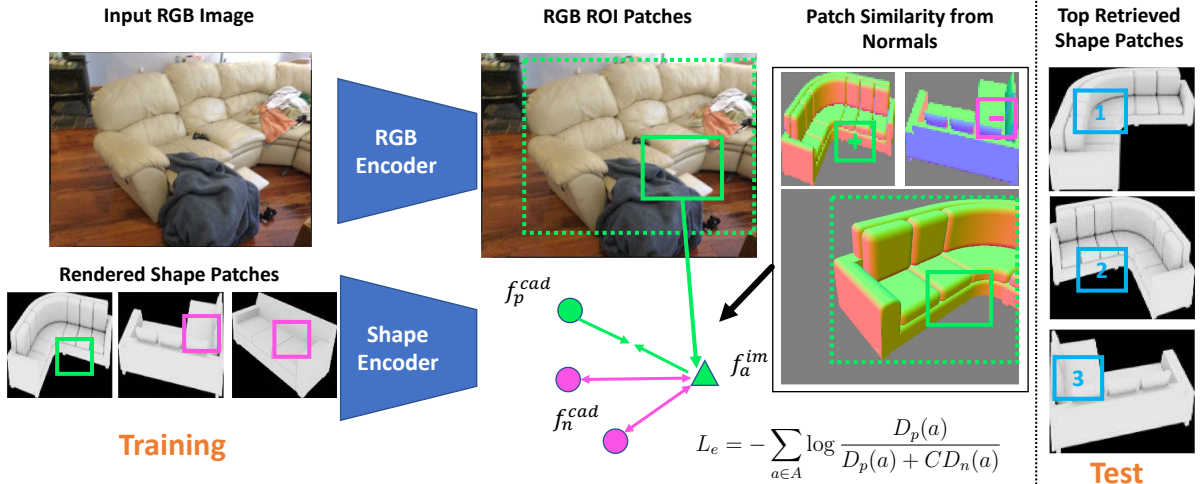 Input RGB Image
RGB ROI Patches
Patch Similarity from
Normals
Top Retrieved
Shape Patches
RGB
Encoder
+
-
1
Rendered Shape Patches
Shape
Encoder
f_p^{cad}
f_a^{im}
f_n^{cad}
2
3
L_e = - \sum_{a \in A} \log \frac{D_p(a)}{D_p(a) + CD_n(a)}
Training
Test